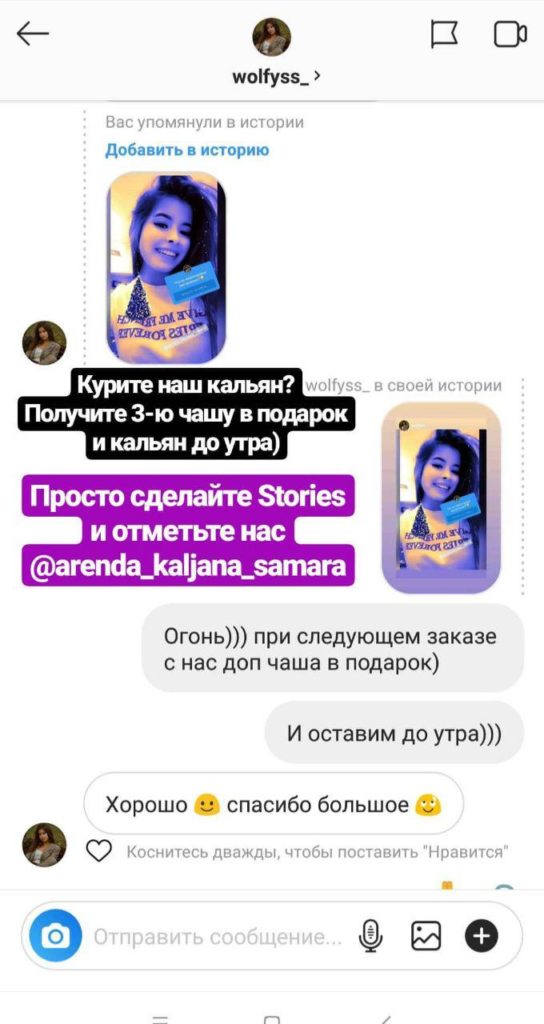 wolfyss_ >
Вас упомянули в истории
Добавить в историю
Курите наш кальян?
Получите 3-ю чашу в подарок
и кальян до утра)
wolfyss_ в своей истории
Просто сделайте Stories
и отметьте нас
@arenda_kaljana_samara
Огонь))) при следующем заказе
с нас доп чаша в подарок)
И оставим до утра)))
Хорошо 🙂 спасибо большое 🙄
Коснитесь дважды, чтобы поставить "Нравится"
Отправить сообщение...